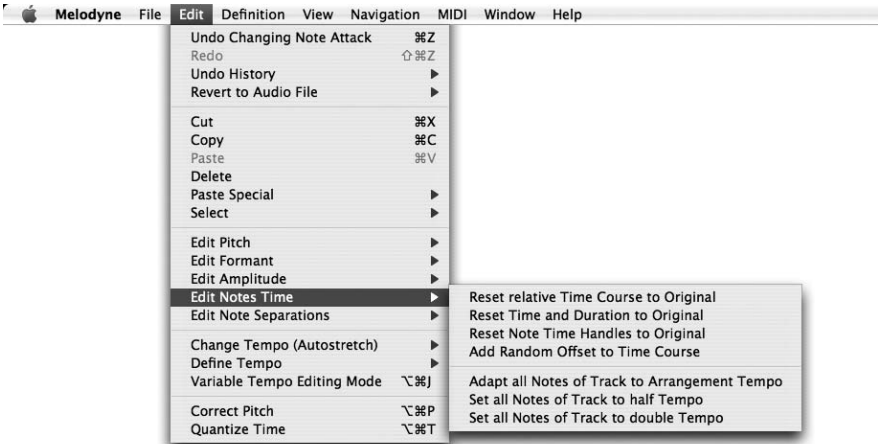 Melodyne File Edit Definition View Navigation MIDI Window Help
Undo Changing Note Attack ⌘Z
Redo ⇧⌘Z
Undo History ▶
Revert to Audio File ▶
Cut ⌘X
Copy ⌘C
Paste ⌘V
Delete
Paste Special ▶
Select ▶
Edit Pitch ▶
Edit Formant ▶
Edit Amplitude ▶
Edit Notes Time ▶
Edit Note Separations ▶
Change Tempo (Autostretch) ▶
Define Tempo ▶
Variable Tempo Editing Mode ⌥⌘J
Correct Pitch ⌥⌘P
Quantize Time ⌥⌘T
Reset relative Time Course to Original
Reset Time and Duration to Original
Reset Note Time Handles to Original
Add Random Offset to Time Course
Adapt all Notes of Track to Arrangement Tempo
Set all Notes of Track to half Tempo
Set all Notes of Track to double Tempo